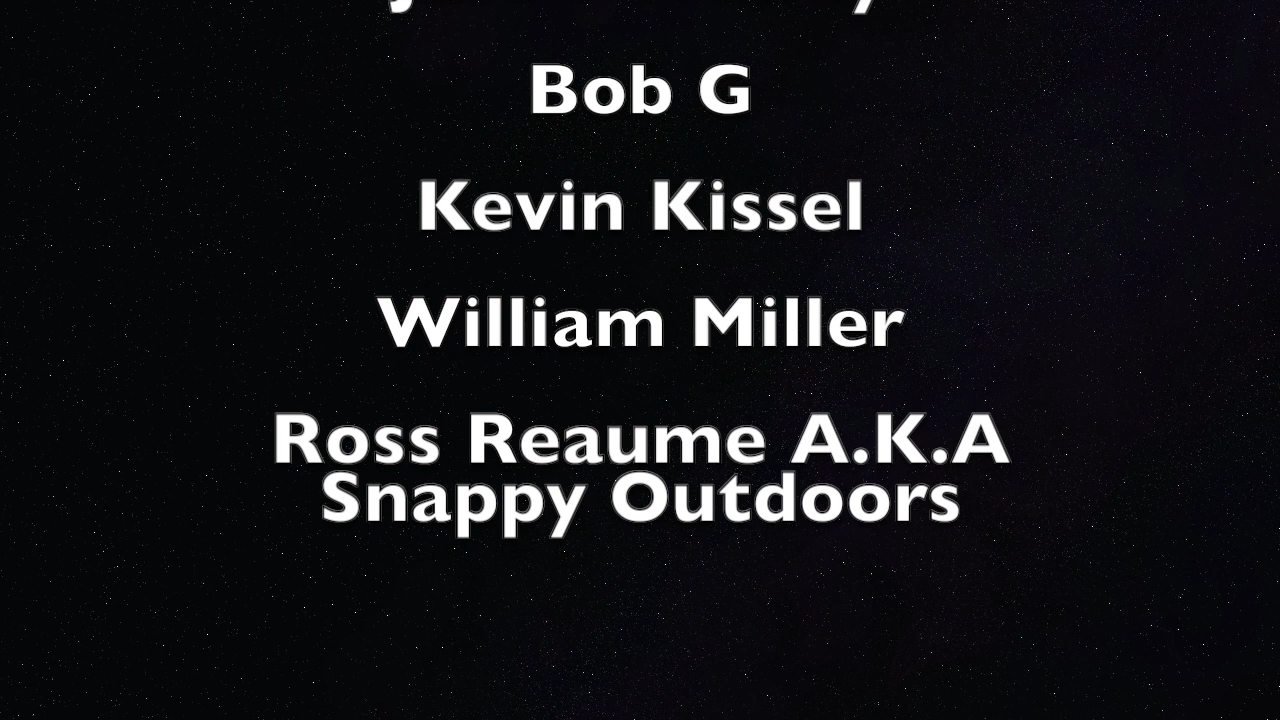 Bob G
Kevin Kissel
William Miller
Ross Reaume A.K.A
Snappy Outdoors